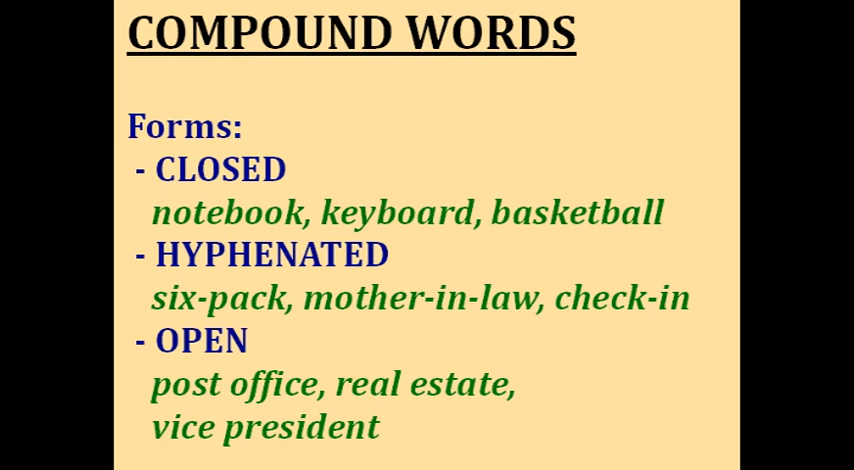 COMPOUND WORDS
Forms:
- CLOSED
notebook, keyboard, basketball
- HYPHENATED
six-pack, mother-in-law, check-in
- OPEN
post office, real estate,
vice president